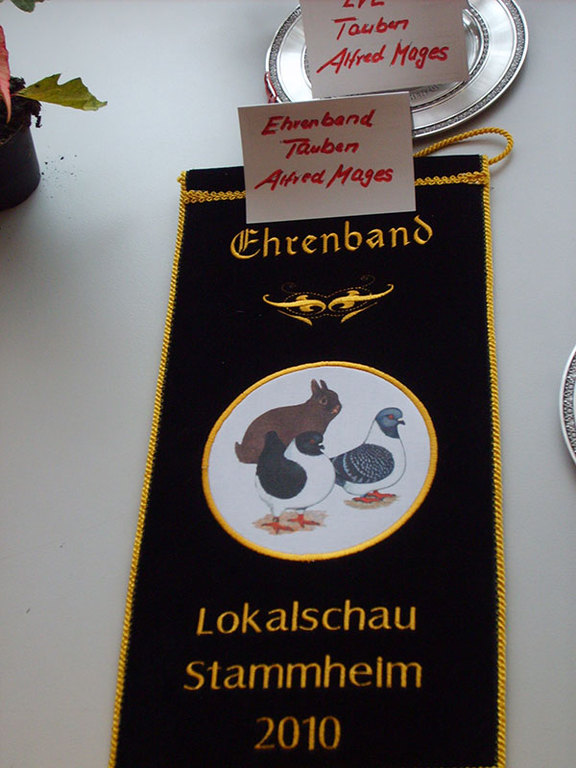 Tauben
Alfred Mages
Ehrenband
Tauben
Alfred Mages
Ehrenband
Lokalschau
Stammheim
2010